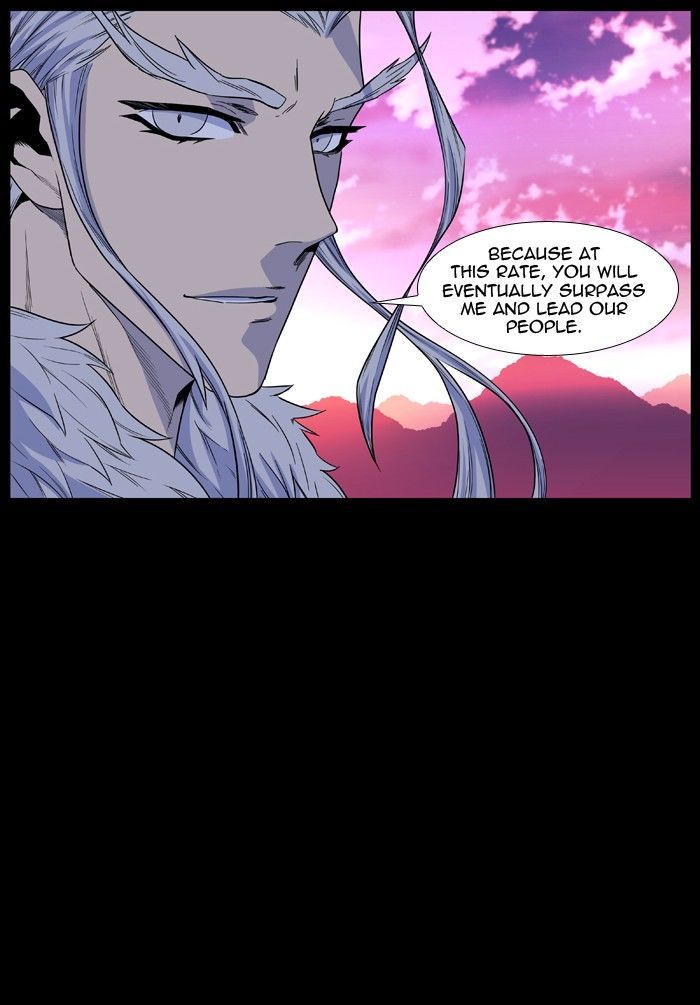 BECAUSE AT
THIS RATE, YOU WILL
EVENTUALLY SURPASS
ME AND LEAD OUR
PEOPLE.